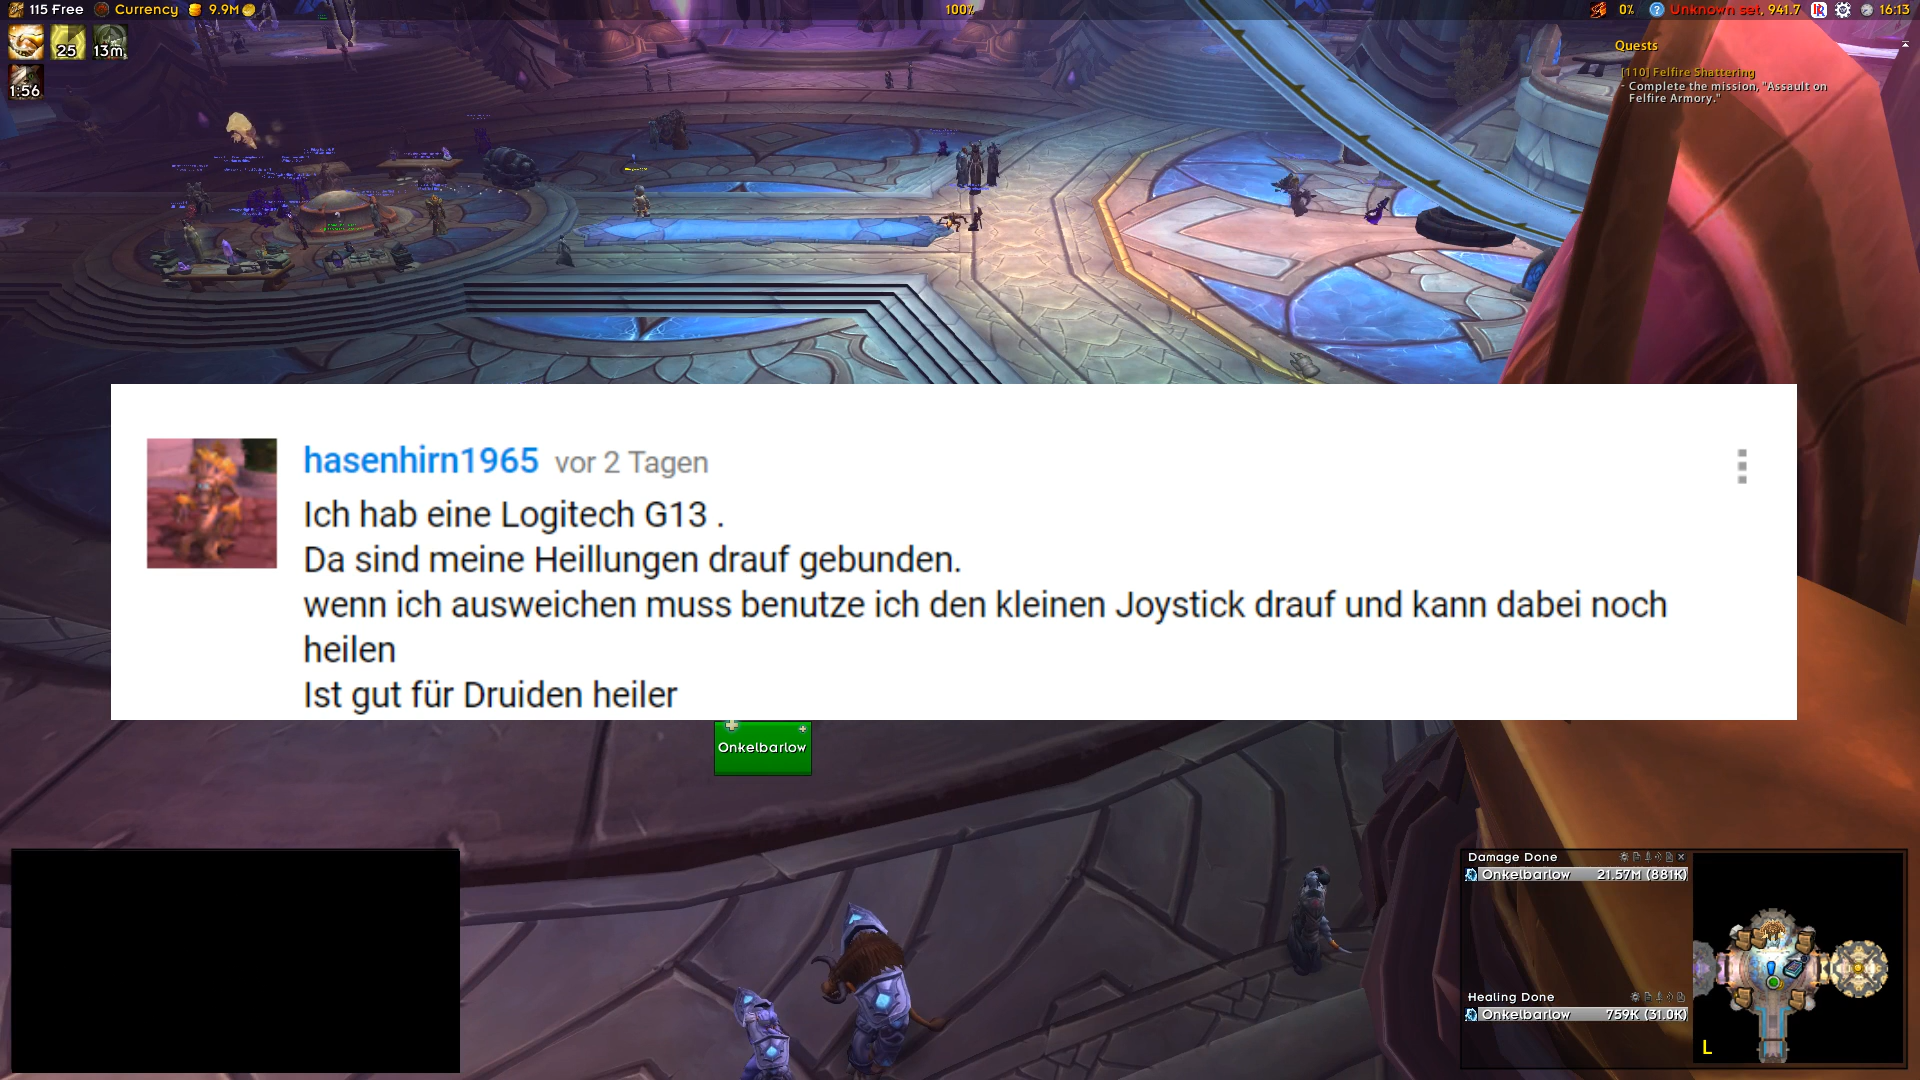 115 Free Currency 9.9M 100% 0% Unknown set, 941.7 16:13
25 13m
1:56
Quests
[110] Felfire Shattering
- Complete the mission, "Assault on
Felfire Armory."
hasenhirn1965 vor 2 Tagen
Ich hab eine Logitech G13 .
Da sind meine Heillungen drauf gebunden.
wenn ich ausweichen muss benutze ich den kleinen Joystick drauf und kann dabei noch
heilen
Ist gut für Druiden heiler
Onkelbarlow
Damage Done
Onkelbarlow 21.57M (881K)
Healing Done
Onkelbarlow 759K (31.0K)
L